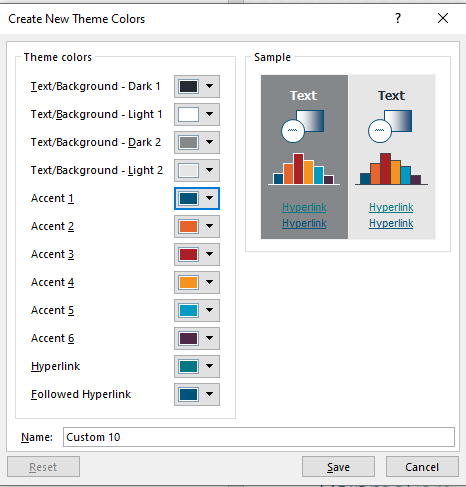 Create New Theme Colors
?
Theme colors
Text/Background - Dark 1
Text/Background - Light 1
Text/Background - Dark 2
Text/Background - Light 2
Accent 1
Accent 2
Accent 3
Accent 4
Accent 5
Accent 6
Hyperlink
Followed Hyperlink
Sample
Text Text
Hyperlink Hyperlink
Hyperlink Hyperlink
Name: Custom 10
Reset Save Cancel